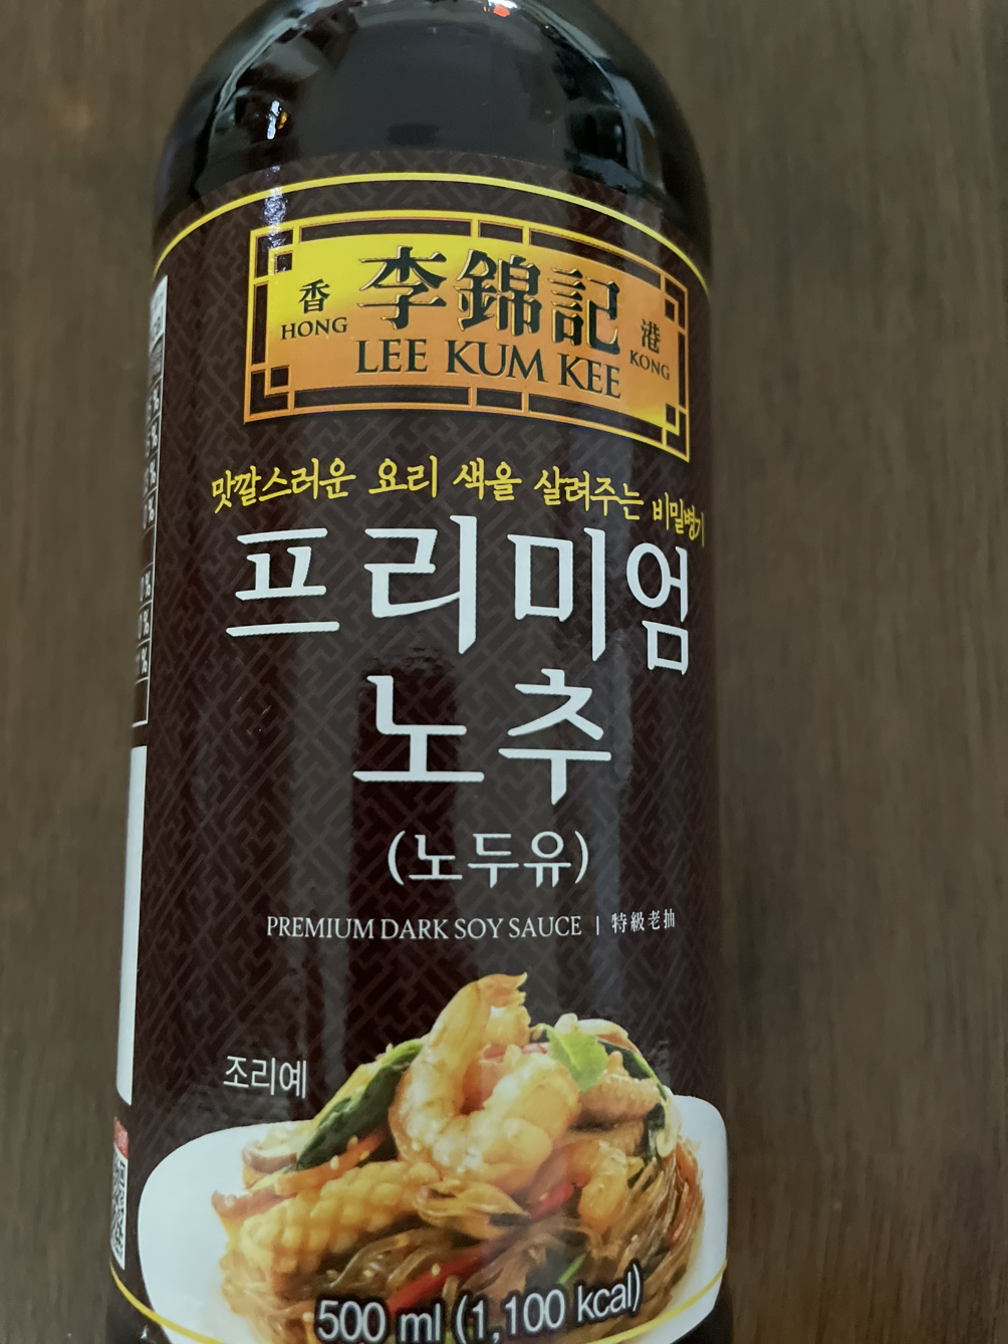 香 李錦記 港
HONG LEE KUM KEE KONG
맛깔스러운 요리 색을 살려주는 비밀병기
프리미엄
노추
(노두유)
PREMIUM DARK SOY SAUCE | 特級老抽
조리예
500 ml (1,100 kcal)